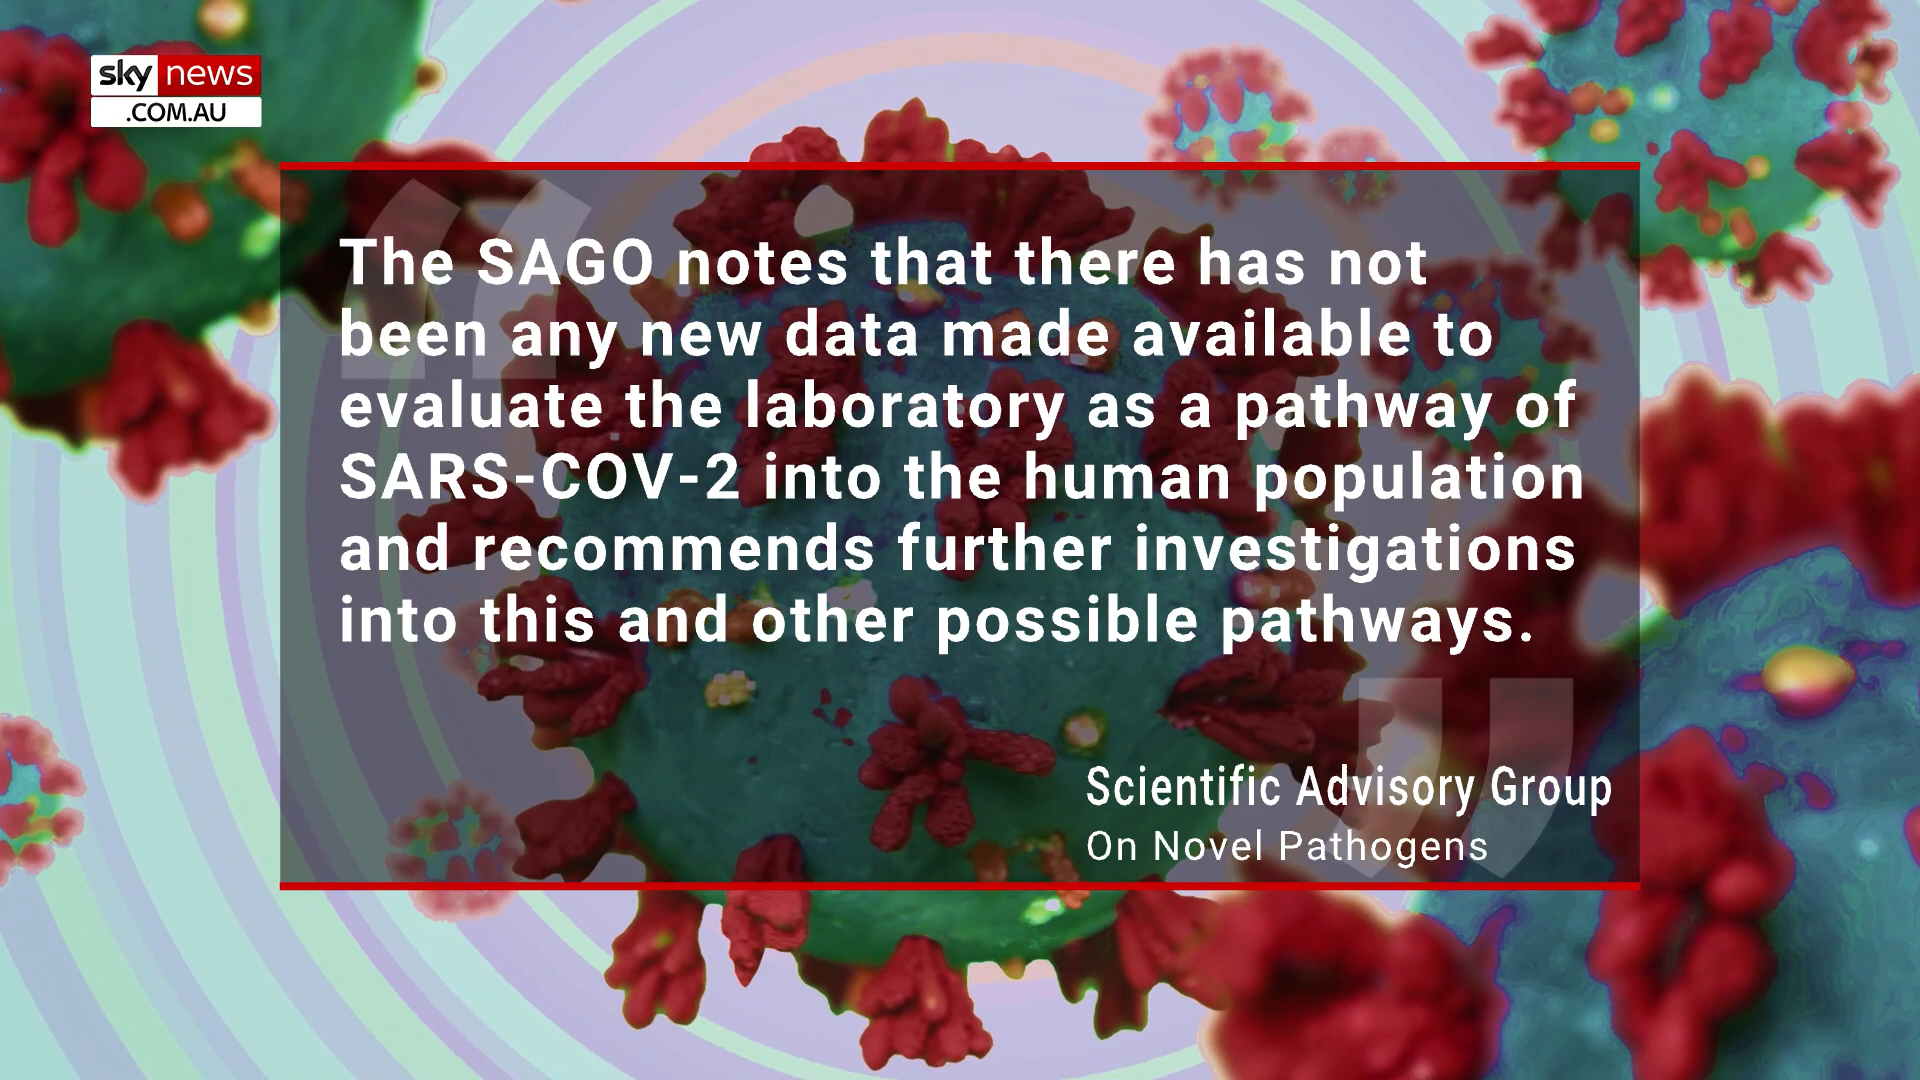 sky news
.COM.AU
The SAGO notes that there has not
been any new data made available to
evaluate the laboratory as a pathway of
SARS-COV-2 into the human population
and recommends further investigations
into this and other possible pathways.
Scientific Advisory Group
On Novel Pathogens